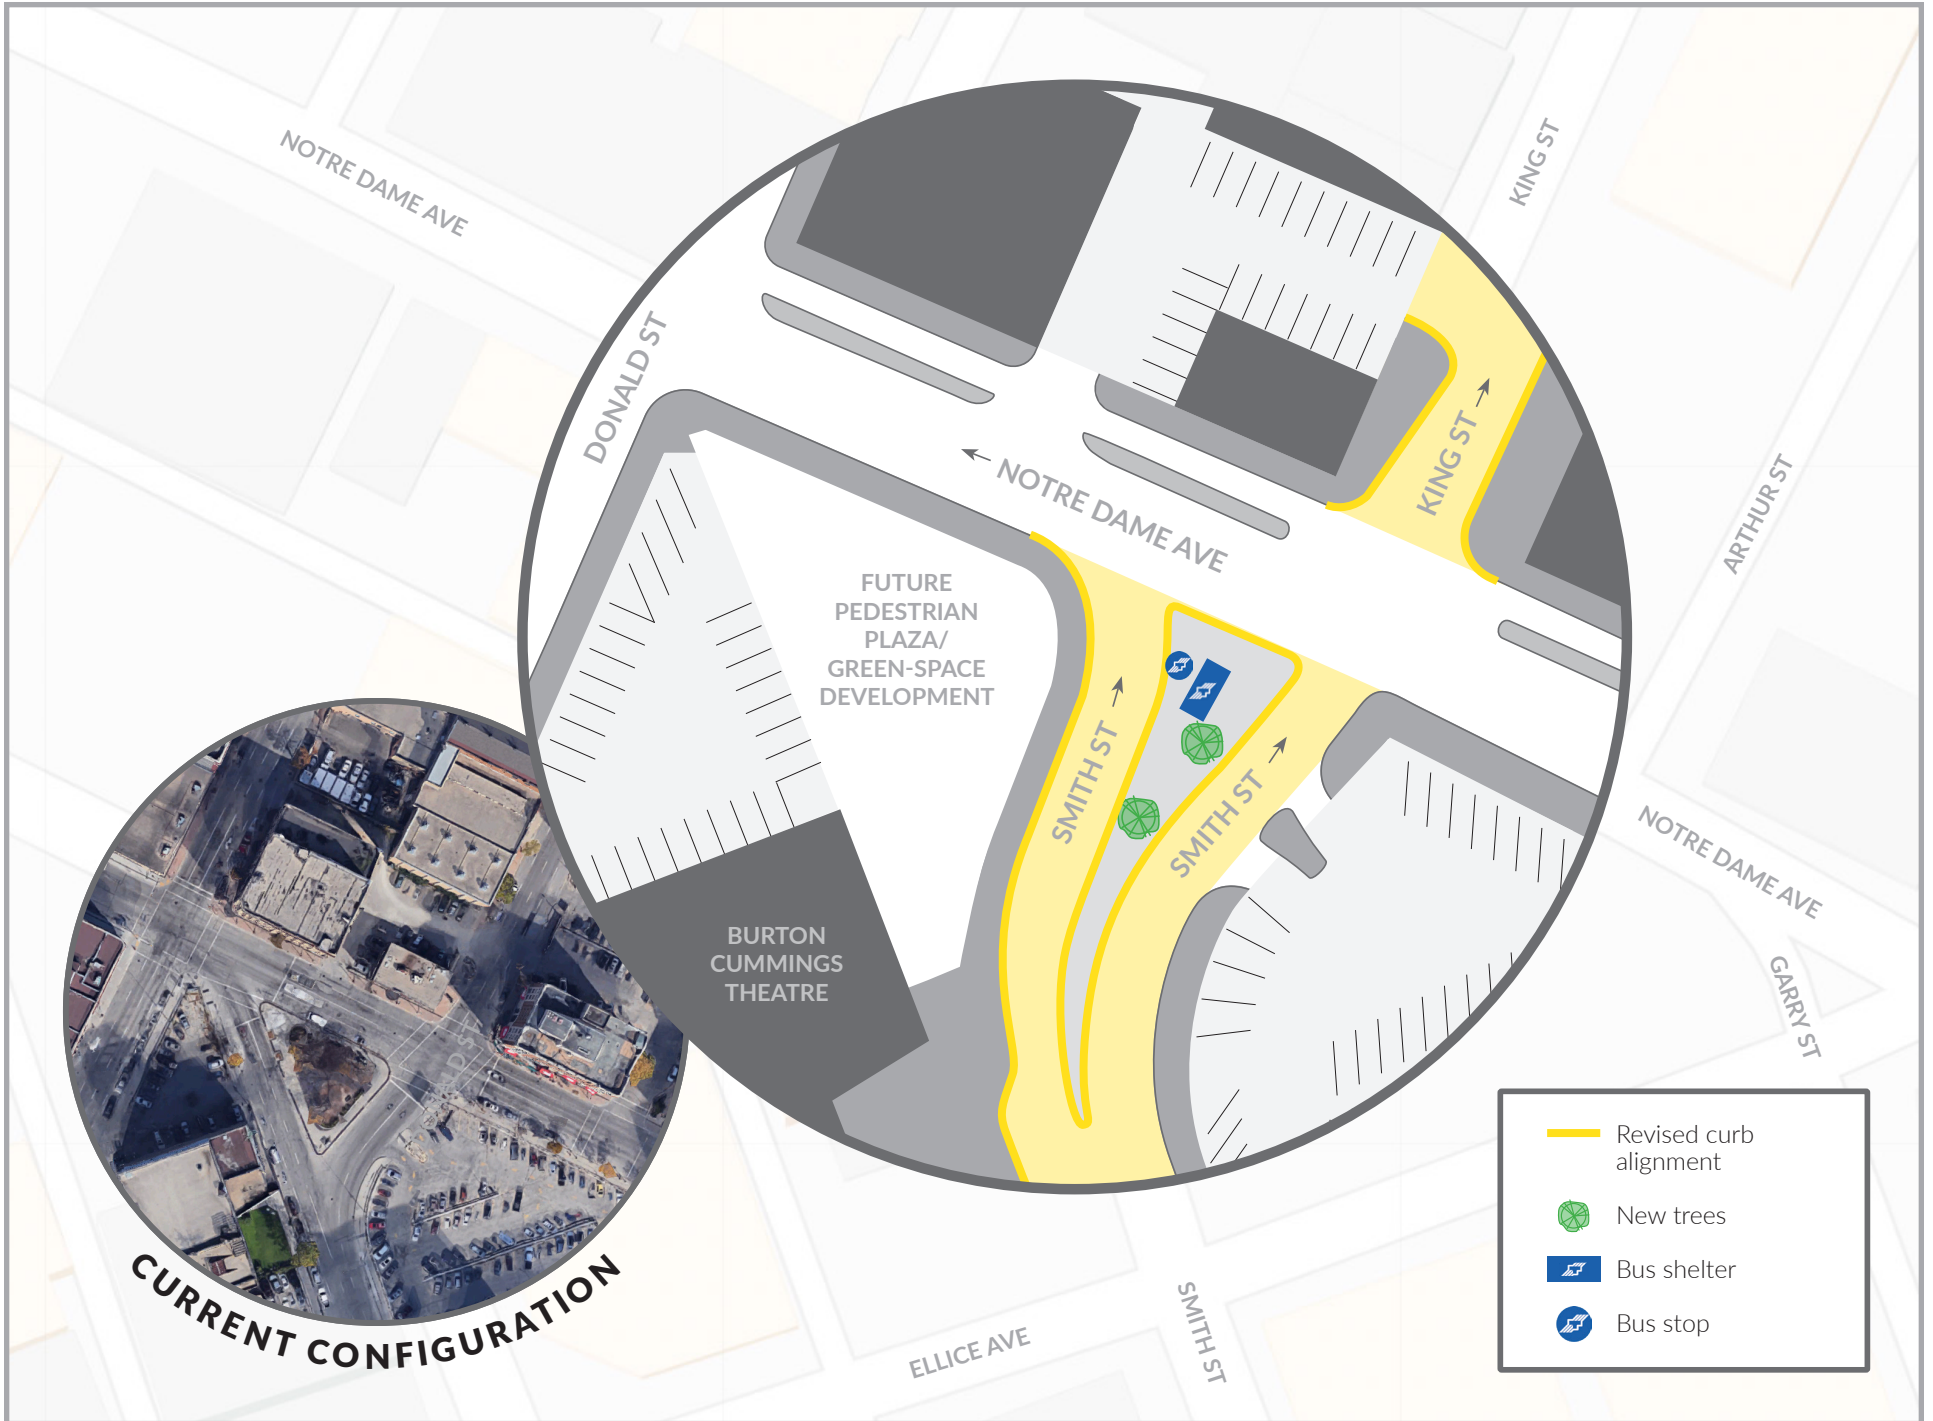 NOTRE DAME AVE
KING ST
DONALD ST
ARTHUR ST
KING ST
NOTRE DAME AVE
FUTURE
PEDESTRIAN
PLAZA/
GREEN-SPACE
DEVELOPMENT
SMITH ST
SMITH ST
NOTRE DAME AVE
GARRY ST
BURTON
CUMMINGS
THEATRE
CURRENT CONFIGURATION
ELLICE AVE
SMITH ST
Revised curb
alignment
New trees
Bus shelter
Bus stop